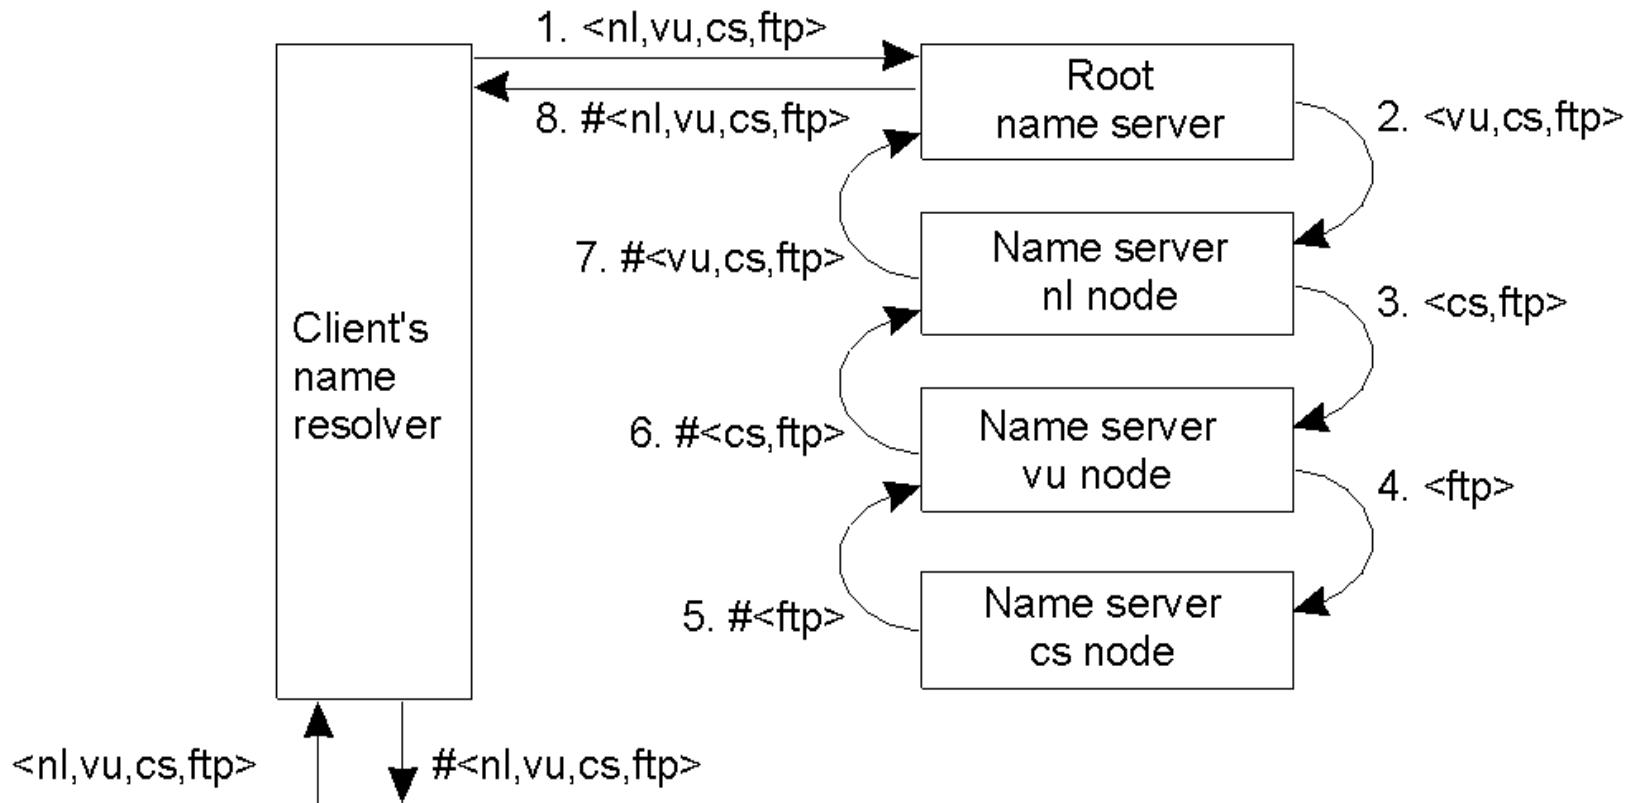 1. <nl,vu,cs,ftp>
Root
name server
8. #<nl,vu,cs,ftp>
2. <vu,cs,ftp>
Name server
nl node
7. #<vu,cs,ftp>
3. <cs,ftp>
Client's
name
resolver
Name server
vu node
6. #<cs,ftp>
4. <ftp>
Name server
cs node
5. #<ftp>
<nl,vu,cs,ftp>
#<nl,vu,cs,ftp>